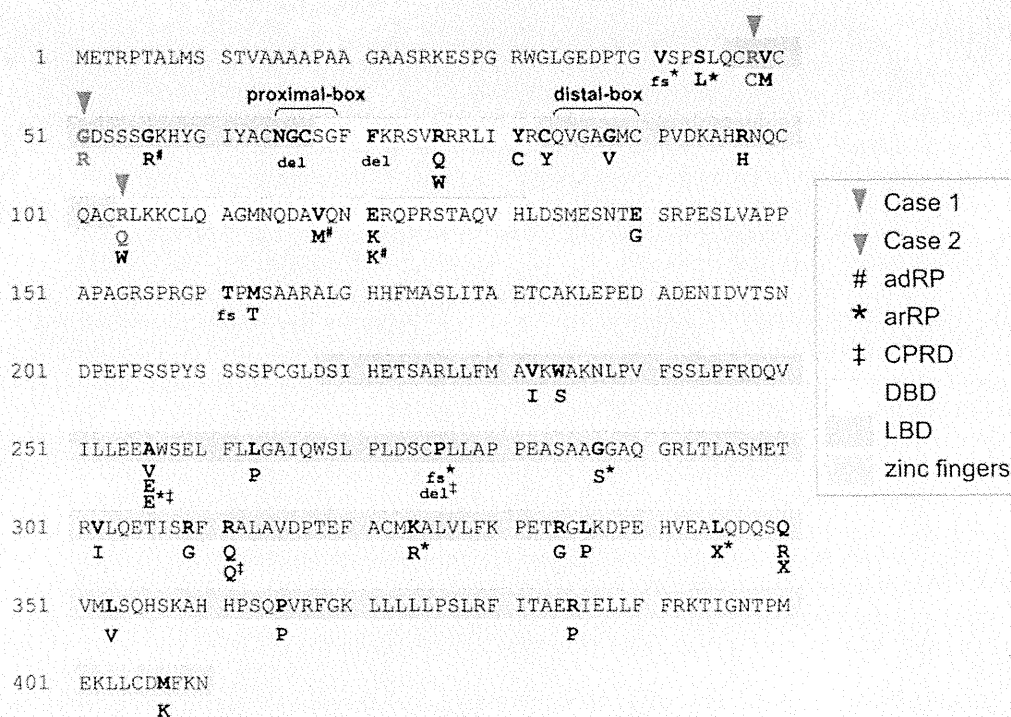 1 METRPTALMS STVAAAAPAA GAASRKESPG RWGLGEDPTG VSPSLQCRVC
fs* L* CM
proximal-box distal-box
51 GDSSSGKHYG IYACNGCSGF FKRSVRRRLI YRCQVGAGMC PVDKAHRNQC
R R# del del Q C Y V H
W
101 QACRLKKCLQ AGMNQDAVQN ERQPRSTAQV HLDSMESNTE SRPESLVAPP
Q M# K G
W K#
151 APAGRSPRGP TPMSAARALG HHFMASLITA ETCAKLEPED ADENIDVTSN
fs T
201 DPEFPSSPYS SSSPCGLDSI HETSARLLFM AVKWAKNLPV FSSLPFRDQV
I S
251 ILLEEAWSEL FLLGAIQWSL PLDSCPLLAP PEASAAGGAQ GRLTLASMET
V P fs* S*
E del‡
E*‡
301 RVLQETISRF RALAVDPTEF ACMKALVLFK PETRGLKDPE HVEALQDQSQ
I G Q R* G P X* R
Q‡ X
351 VMLSQHSKAH HPSQPVRFGK LLLLLPSLRF ITAERIELLF FRKTIGNTPM
V P P
401 EKLLCDMFKN
K
Case 1
Case 2
# adRP
* arRP
‡ CPRD
DBD
LBD
zinc fingers